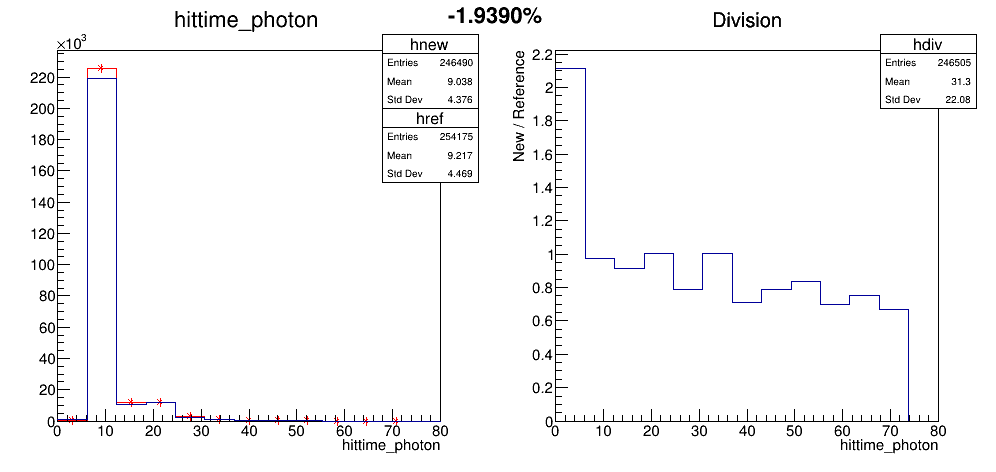 -1.9390%
hittime_photon
×10³
220
200
180
160
140
120
100
80
60
40
20
0
0 10 20 30 40 50 60 70 80
hittime_photon
hnew
Entries 246490
Mean 9.038
Std Dev 4.376
href
Entries 254175
Mean 9.217
Std Dev 4.469
Division
New / Reference
2.2
2
1.8
1.6
1.4
1.2
1
0.8
0.6
0.4
0.2
0
0 10 20 30 40 50 60 70 80
hittime_photon
hdiv
Entries 246505
Mean 31.3
Std Dev 22.08